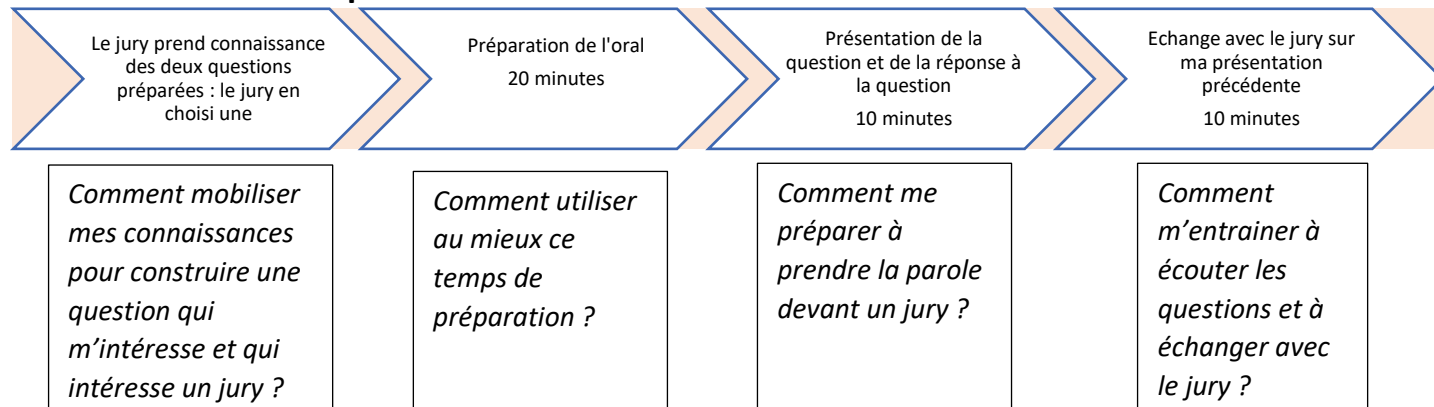 Le jury prend connaissance
des deux questions
préparées : le jury en
choisi une
Préparation de l'oral
20 minutes
Présentation de la
question et de la réponse à
la question
10 minutes
Echange avec le jury sur
ma présentation
précédente
10 minutes
Comment mobiliser
mes connaissances
pour construire une
question qui
m’intéresse et qui
intéresse un jury ?
Comment utiliser
au mieux ce
temps de
préparation ?
Comment me
préparer à
prendre la parole
devant un jury ?
Comment
m’entrainer à
écouter les
questions et à
échanger avec
le jury ?